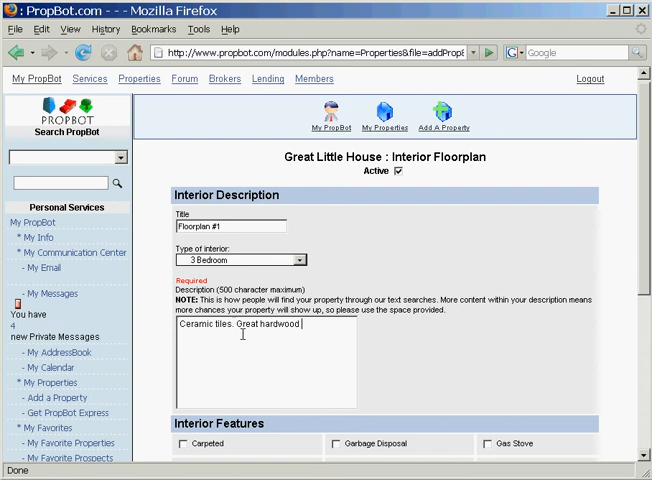 : PropBot.com - - Mozilla Firefox
File Edit View History Bookmarks Tools Help
http://www.propbot.com/modules.php?name=Properties&file=addPropE
Google
My PropBot Services Properties Forum Brokers Lending Members Logout
PROPBOT
Search PropBot
My PropBot My Properties Add A Property
Great Little House : Interior Floorplan
Active
Interior Description
Title
Floorplan #1
Type of interior:
3 Bedroom
Required
Description (500 character maximum)
NOTE: This is how people will find your property through our text searches. More content within your description means
more chances your property will show up, so please use the space provided.
Ceramic tiles. Great hardwood
Interior Features
Carpeted Garbage Disposal Gas Stove
Personal Services
My PropBot
* My Info
* My Communication Center
- My Email
- My Messages
You have
4
new Private Messages
- My AddressBook
- My Calendar
* My Properties
- Add a Property
- Get PropBot Express
* My Favorites
- My Favorite Properties
- My Favorite Prospects
Done